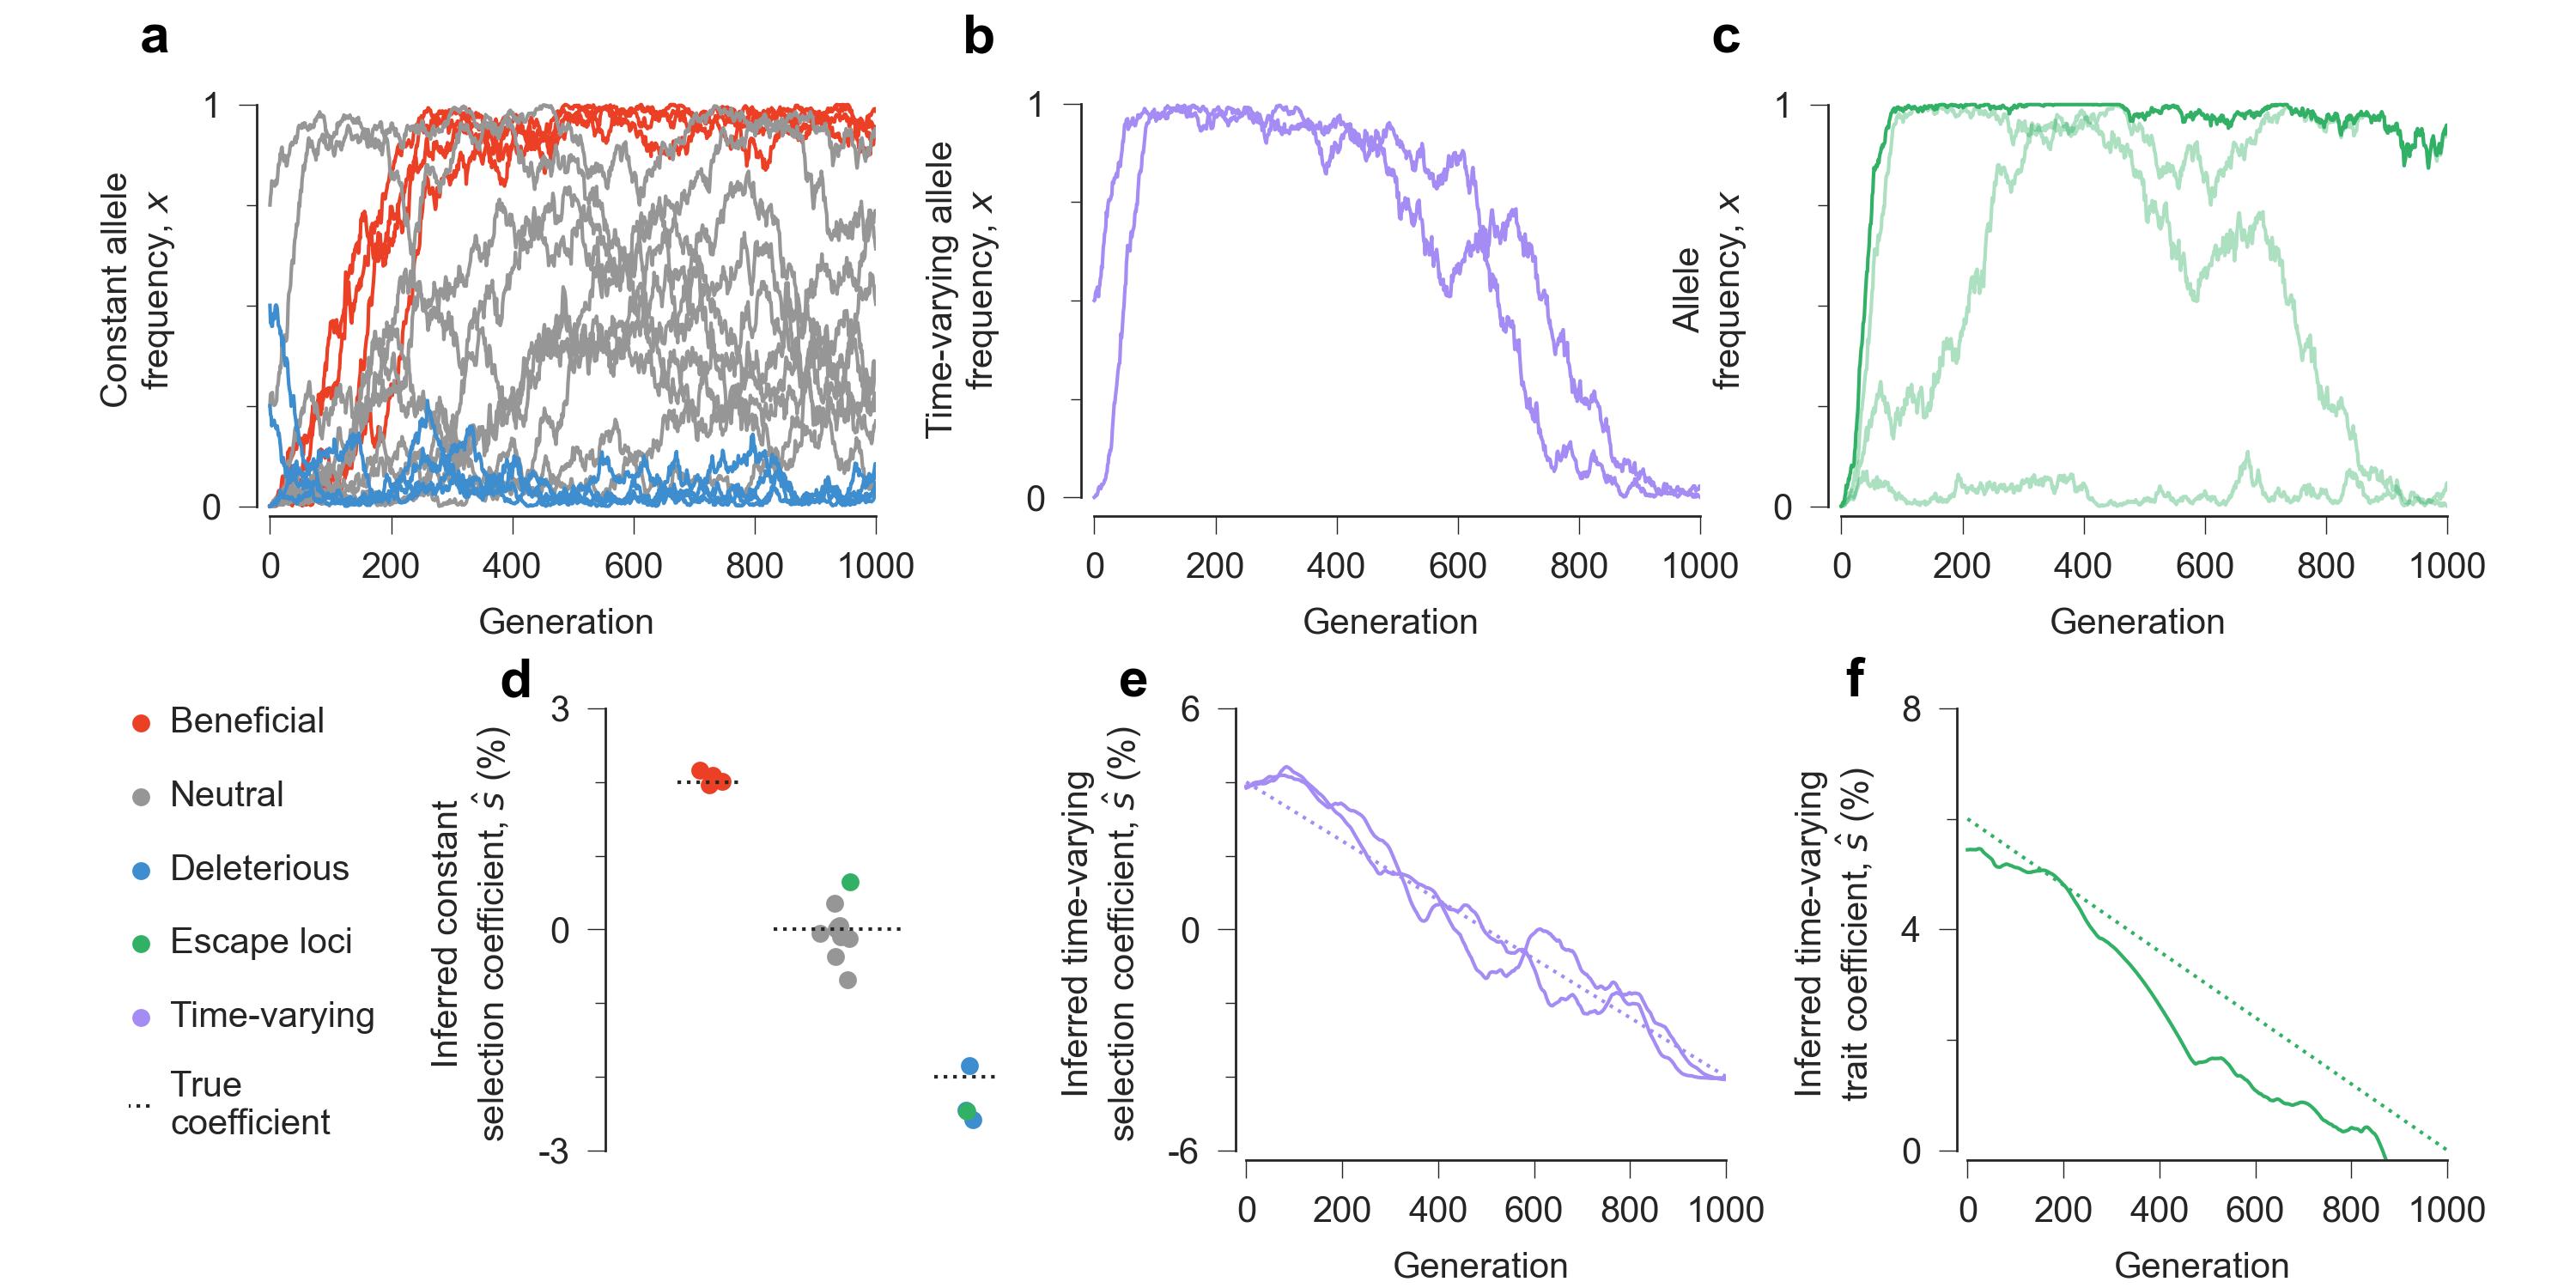 a
Constant allele
frequency, x
1
0
0 200 400 600 800 1000
Generation
b
Time-varying allele
frequency, x
1
0
0 200 400 600 800 1000
Generation
c
Allele
frequency, x
1
0
0 200 400 600 800 1000
Generation
Beneficial
Neutral
Deleterious
Escape loci
Time-varying
True
coefficient
d
Inferred constant
selection coefficient, ŝ (%)
3
0
-3
e
Inferred time-varying
selection coefficient, ŝ (%)
6
0
-6
0 200 400 600 800 1000
Generation
f
Inferred time-varying
trait coefficient, ŝ (%)
8
4
0
0 200 400 600 800 1000
Generation